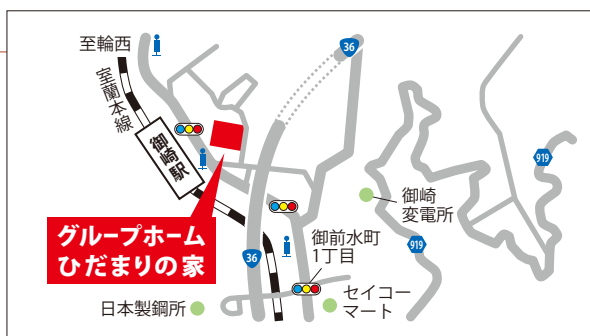 至輪西
36
室蘭本線
御崎駅
919
御崎
変電所
グループホーム
ひだまりの家
御前水町
1丁目
919
36
セイコー
マート
日本製鋼所